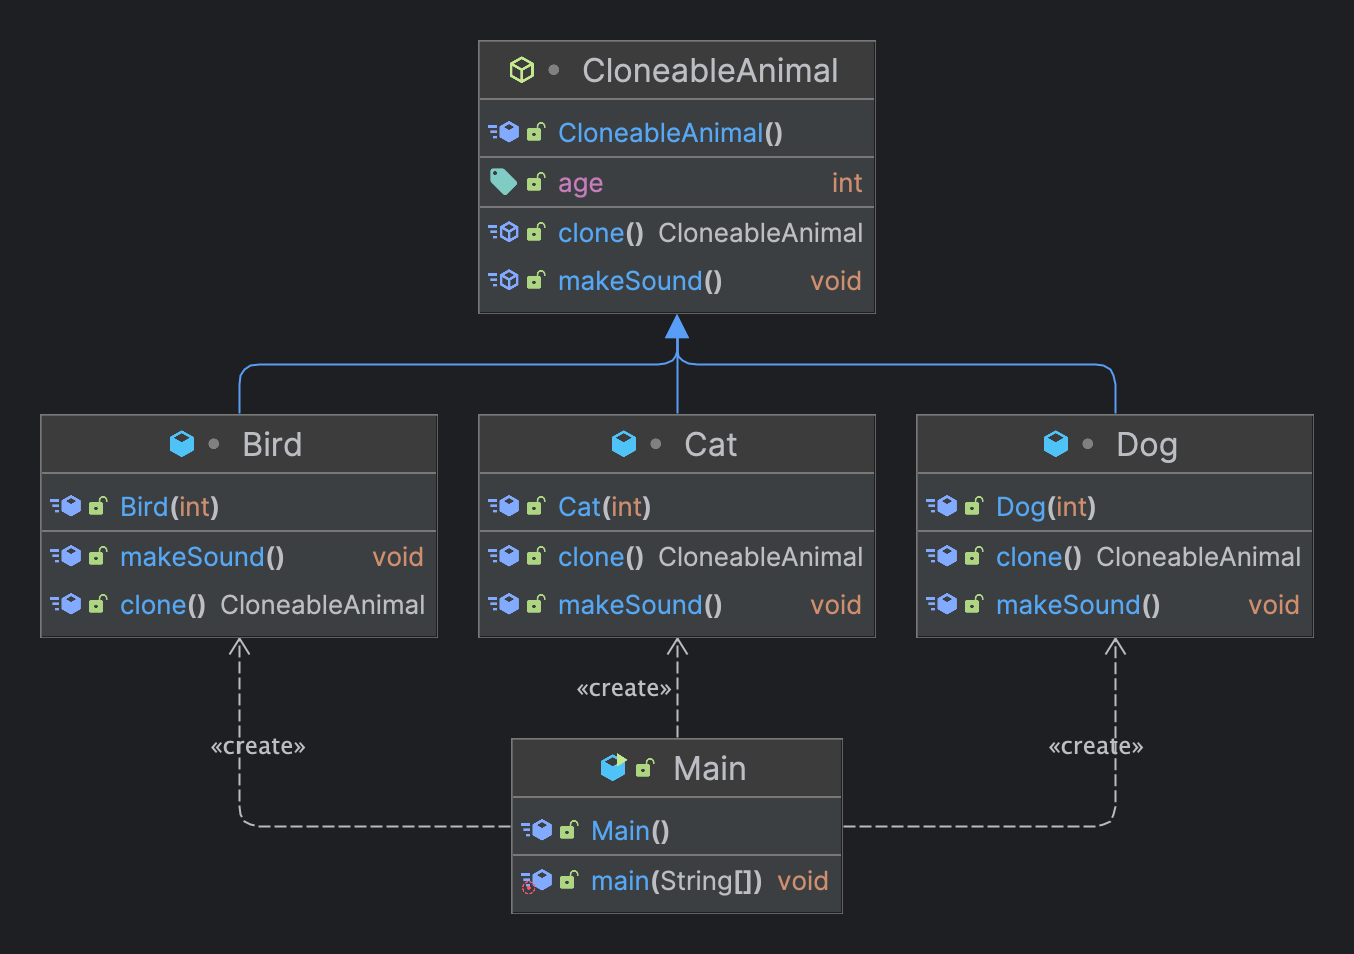 CloneableAnimal
CloneableAnimal()
age int
clone() CloneableAnimal
makeSound() void
Bird
Bird(int)
makeSound() void
clone() CloneableAnimal
Cat
Cat(int)
clone() CloneableAnimal
makeSound() void
Dog
Dog(int)
clone() CloneableAnimal
makeSound() void
«create»
«create»
«create»
Main
Main()
main(String[]) void